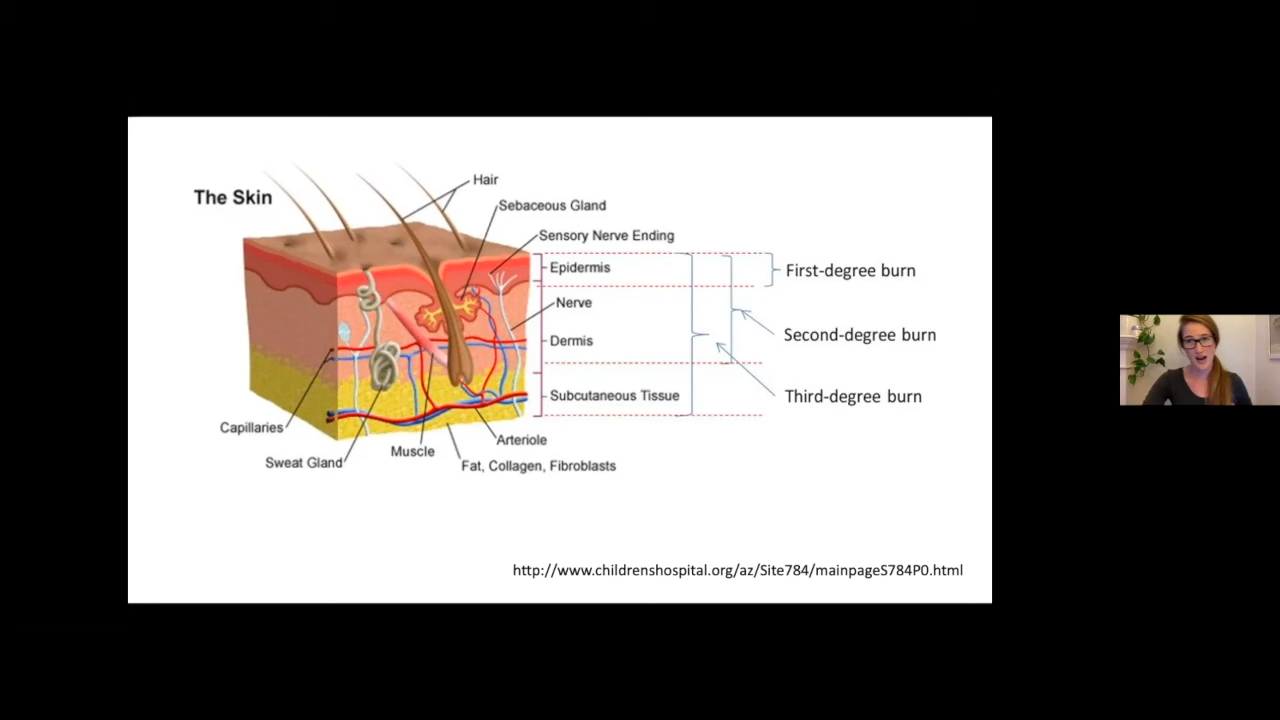 The Skin
Hair
Sebaceous Gland
Sensory Nerve Ending
Epidermis
First-degree burn
Nerve
Second-degree burn
Dermis
Subcutaneous Tissue
Third-degree burn
Capillaries
Arteriole
Muscle
Sweat Gland
Fat, Collagen, Fibroblasts
http://www.childrenshospital.org/az/Site784/mainpageS784P0.html